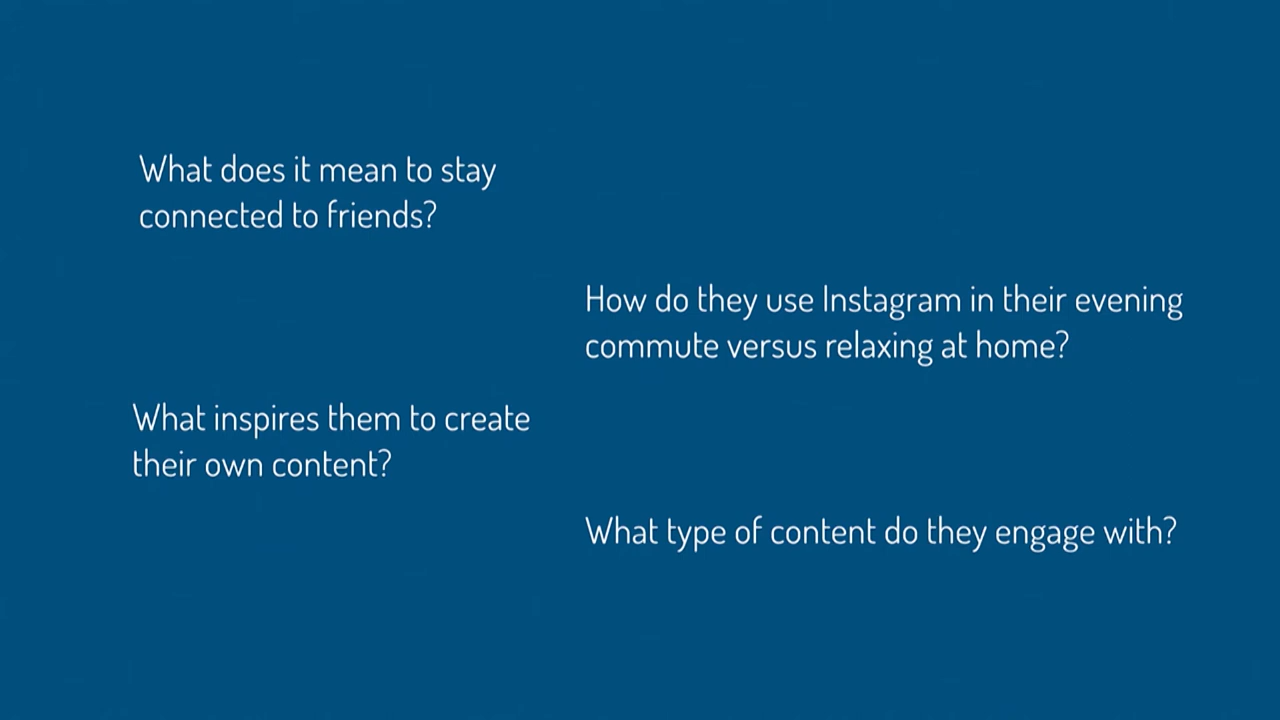 What does it mean to stay
connected to friends?
How do they use Instagram in their evening
commute versus relaxing at home?
What inspires them to create
their own content?
What type of content do they engage with?